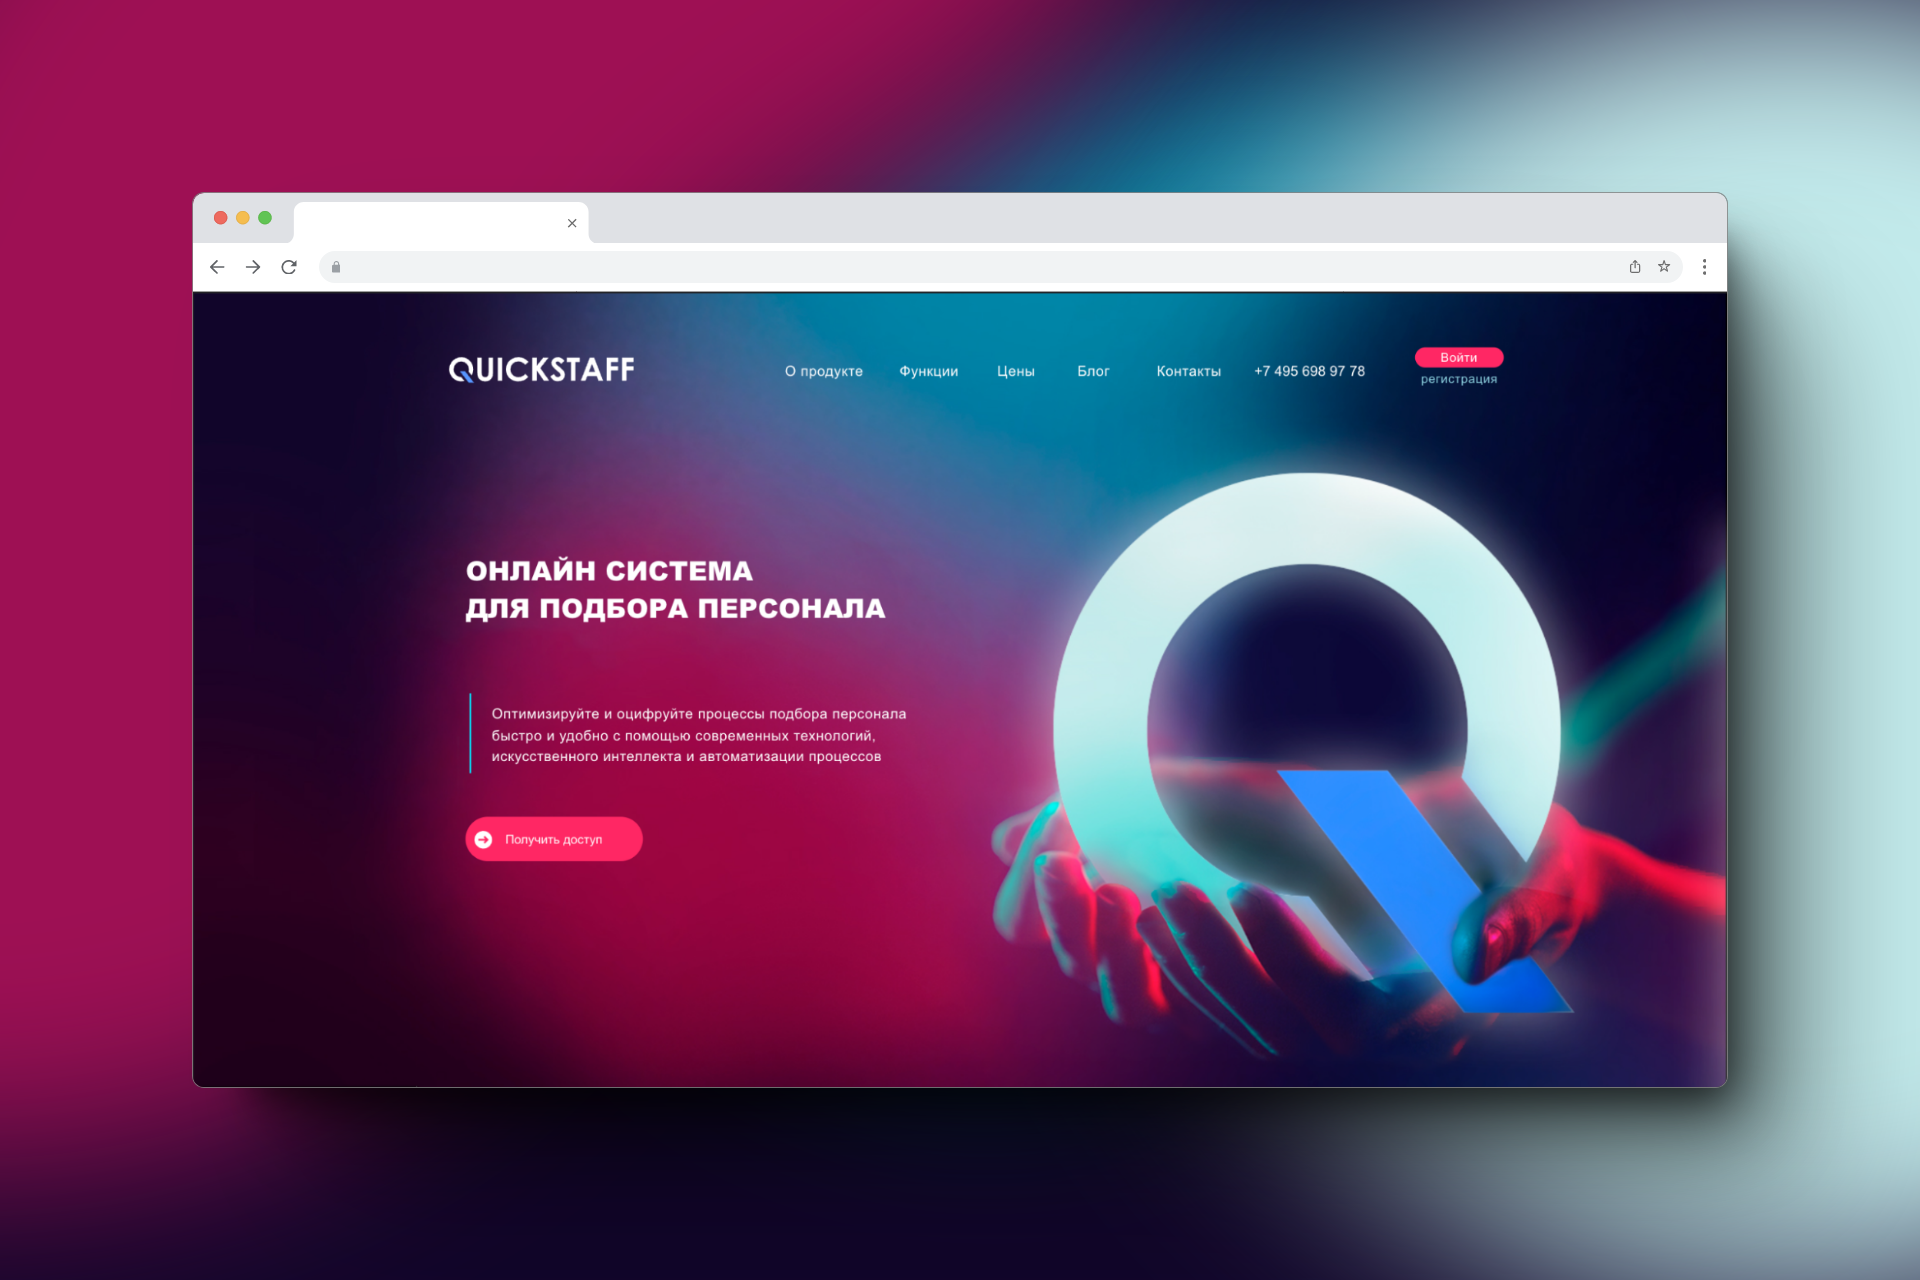 QUICKSTAFF
О продукте Функции Цены Блог Контакты +7 495 698 97 78
Войти
регистрация
ОНЛАЙН СИСТЕМА
ДЛЯ ПОДБОРА ПЕРСОНАЛА
Оптимизируйте и оцифруйте процессы подбора персонала
быстро и удобно с помощью современных технологий,
искусственного интеллекта и автоматизации процессов
Получить доступ